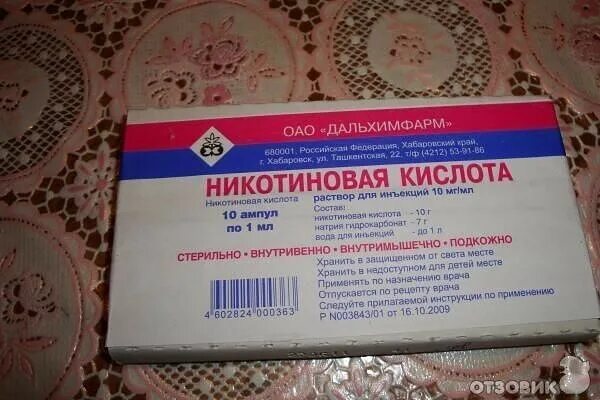 ОАО «ДАЛЬХИМФАРМ»
680001, Российская Федерация, Хабаровский край,
г. Хабаровск, ул. Ташкентская, 22, т/ф (4212) 53-91-86
НИКОТИНОВАЯ КИСЛОТА
Никотиновая кислота
раствор для инъекций 10 мг/мл
10 ампул
по 1 мл
Состав:
никотиновая кислота - 10 г
натрия гидрокарбонат - 7 г
вода для инъекций - до 1 л
СТЕРИЛЬНО • ВНУТРИВЕННО • ВНУТРИМЫШЕЧНО • ПОДКОЖНО
Хранить в защищенном от света месте
Хранить в недоступном для детей месте
Применять по назначению врача
Отпускается по рецепту врача
Следуйте прилагаемой инструкции по применению
Р N003843/01 от 16.10.2009
4 602824 000363
ОТЗОВИК